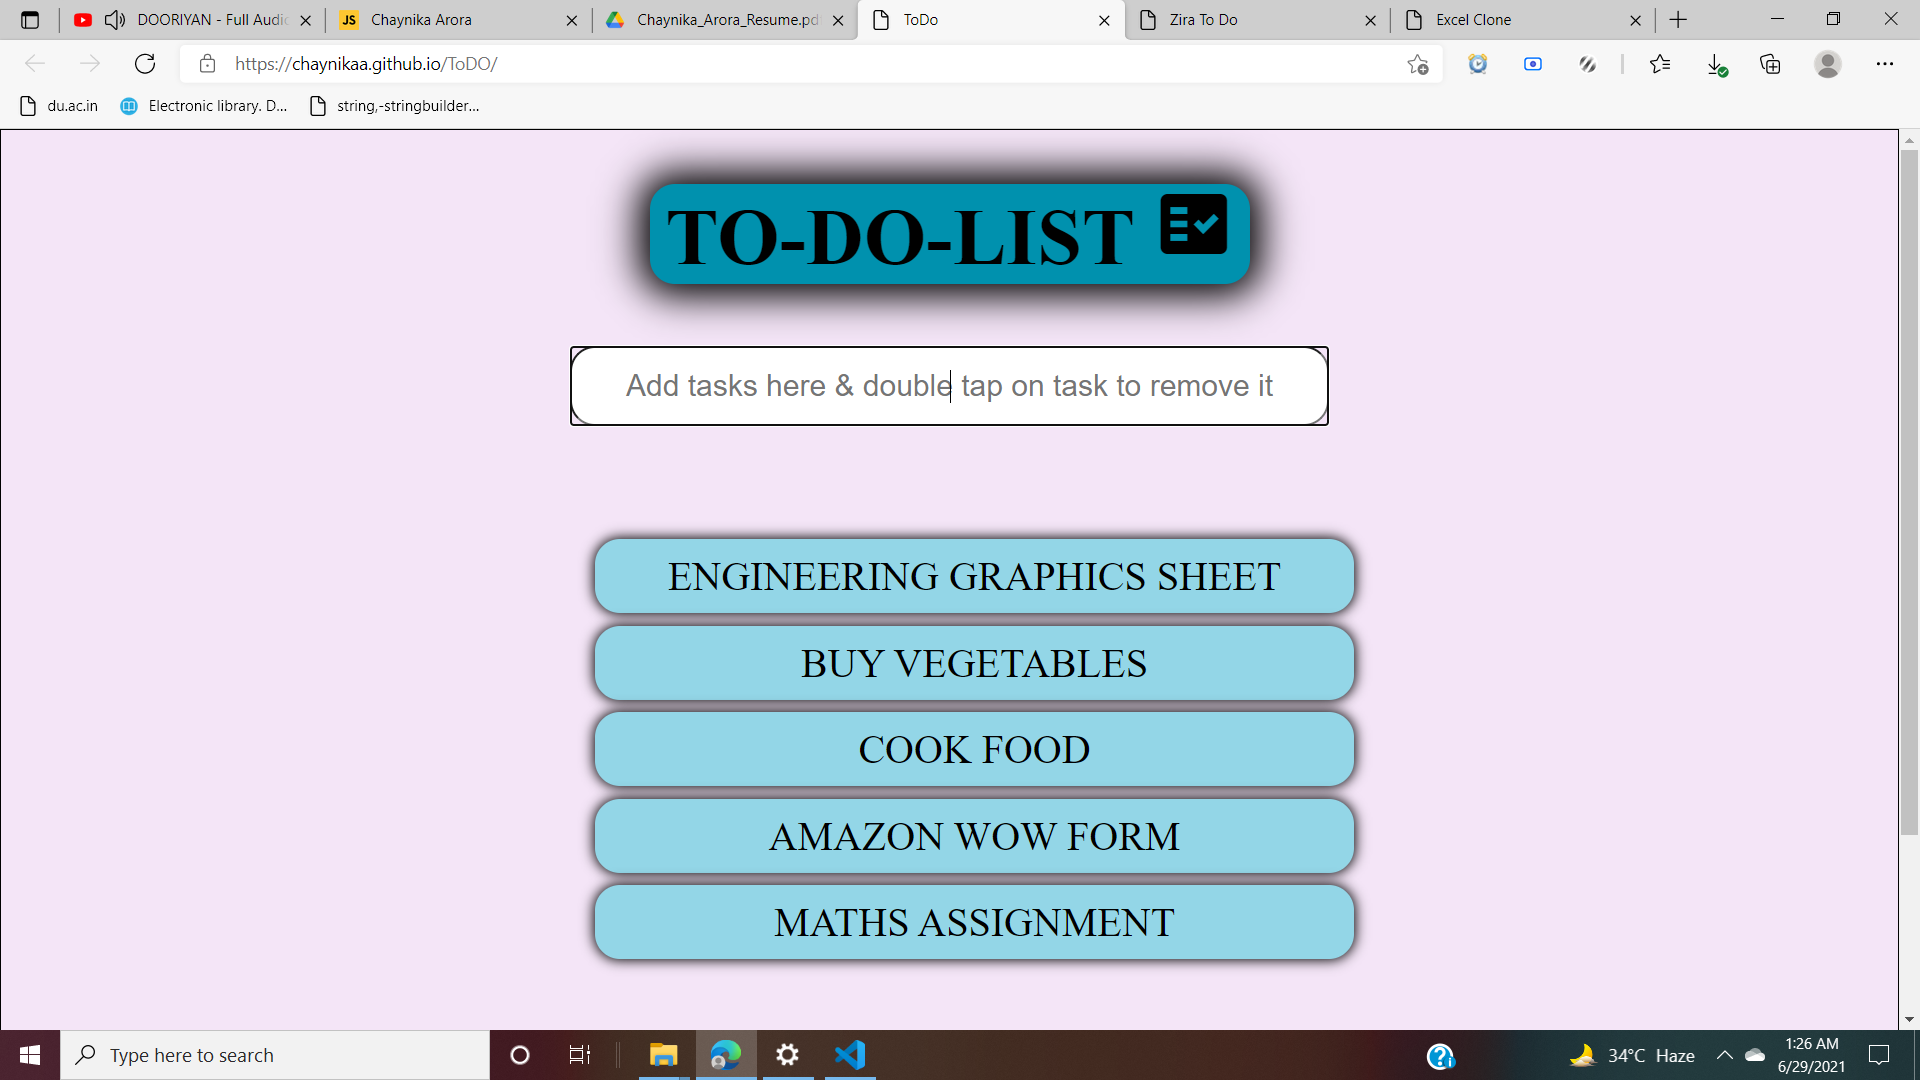 DOORIYAN - Full Audio
JS Chaynika Arora
Chaynika_Arora_Resume.pd
ToDo
Zira To Do
Excel Clone
https://chaynikaa.github.io/ToDO/
du.ac.in
Electronic library. D...
string,-stringbuilder...
TO-DO-LIST
Add tasks here & double tap on task to remove it
ENGINEERING GRAPHICS SHEET
BUY VEGETABLES
COOK FOOD
AMAZON WOW FORM
MATHS ASSIGNMENT
Type here to search
34°C Haze
1:26 AM
6/29/2021